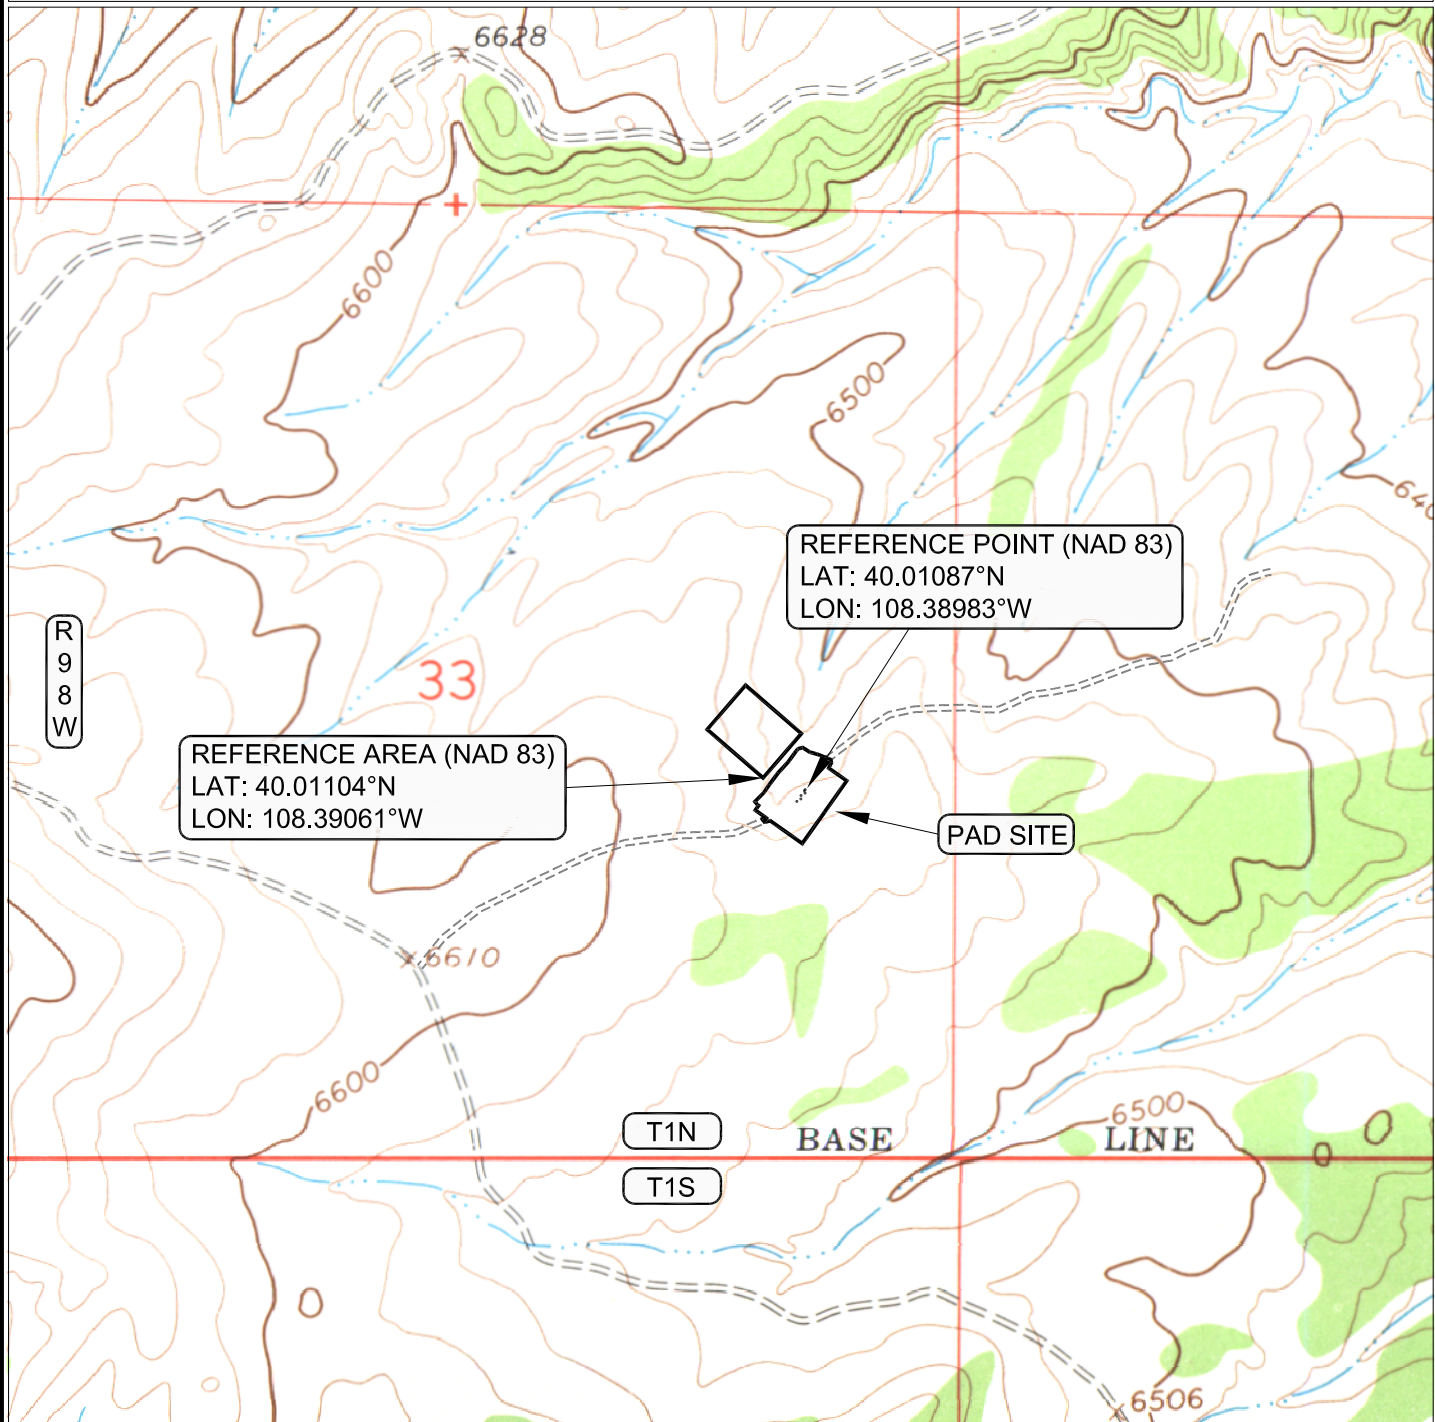 6628
6600
6500
640
REFERENCE POINT (NAD 83)
LAT: 40.01087°N
LON: 108.38983°W
R
9
8
W
33
REFERENCE AREA (NAD 83)
LAT: 40.01104°N
LON: 108.39061°W
PAD SITE
6610
6600
6500
T1N
BASE LINE
T1S
6506